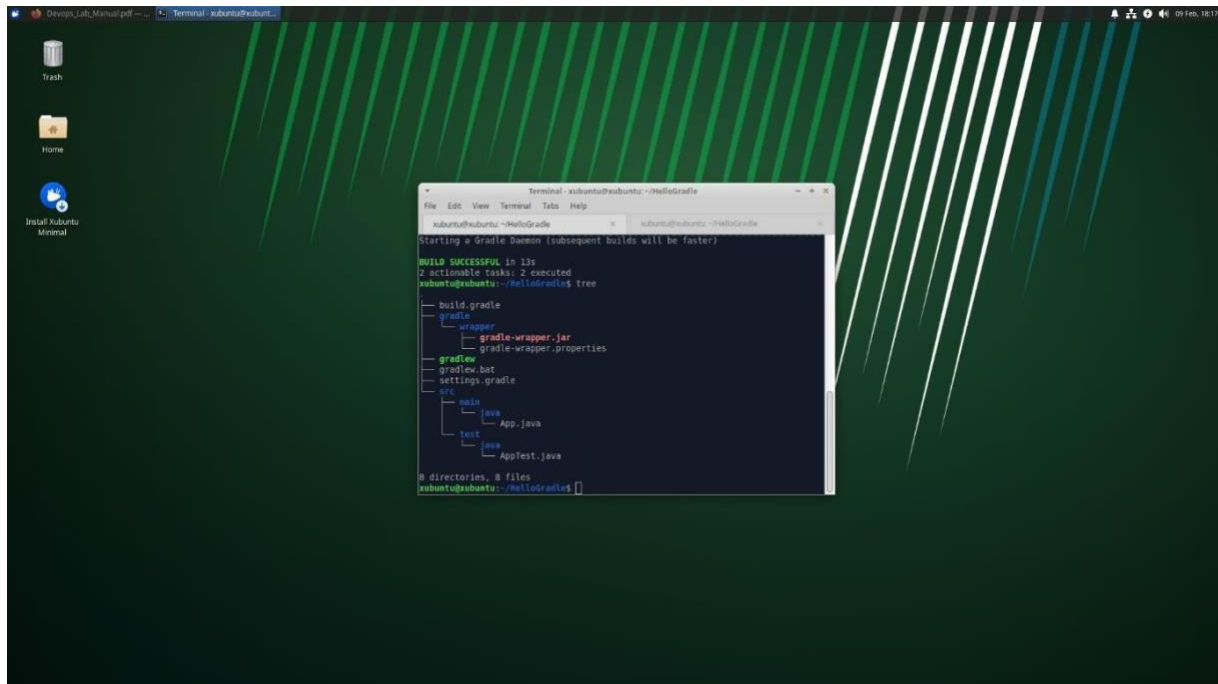 Devops_Lab_Manual.pdf — ...
Terminal - xubuntu@xubunt...
09 Feb, 18:17
Trash
Home
Install Xubuntu
Minimal
Terminal - xubuntu@xubuntu: ~/HelloGradle
File Edit View Terminal Tabs Help
xubuntu@xubuntu: ~/HelloGradle
xubuntu@xubuntu: ~/HelloGradle
Starting a Gradle Daemon (subsequent builds will be faster)
BUILD SUCCESSFUL in 13s
2 actionable tasks: 2 executed
xubuntu@xubuntu:~/HelloGradle$ tree
.
├── build.gradle
├── gradle
│   └── wrapper
│       ├── gradle-wrapper.jar
│       └── gradle-wrapper.properties
├── gradlew
├── gradlew.bat
├── settings.gradle
└── src
    ├── main
    │   └── java
    │       └── App.java
    └── test
        └── java
            └── AppTest.java
8 directories, 8 files
xubuntu@xubuntu:~/HelloGradle$